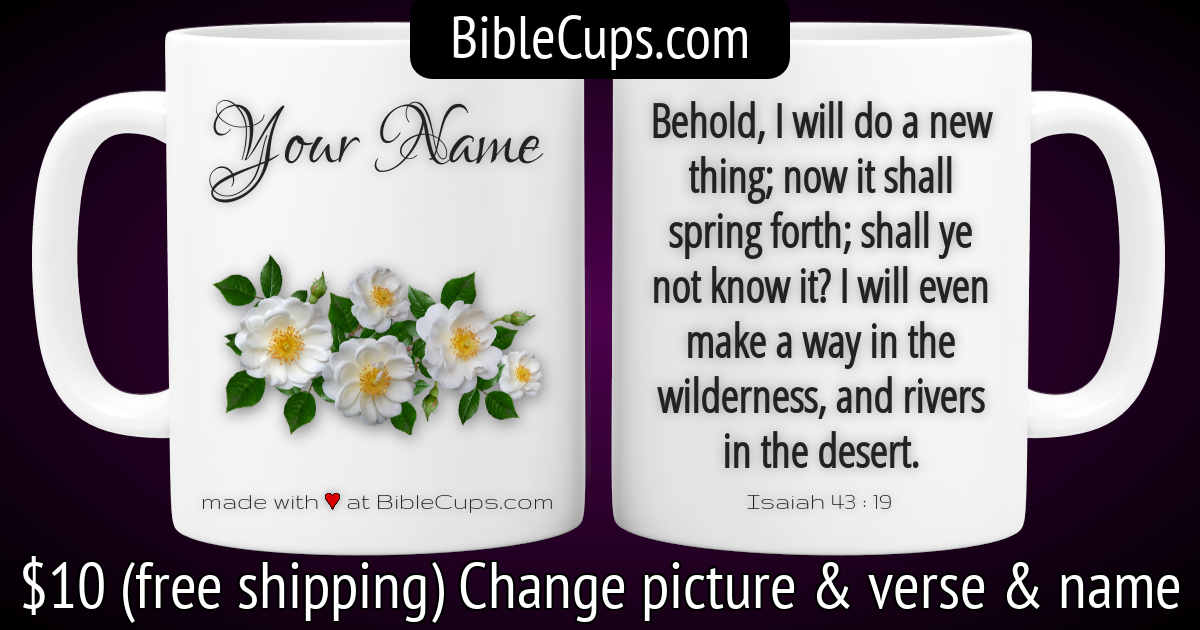 BibleCups.com
Your Name
made with ♥ at BibleCups.com
Behold, I will do a new
thing; now it shall
spring forth; shall ye
not know it? I will even
make a way in the
wilderness, and rivers
in the desert.
Isaiah 43 : 19
$10 (free shipping) Change picture & verse & name